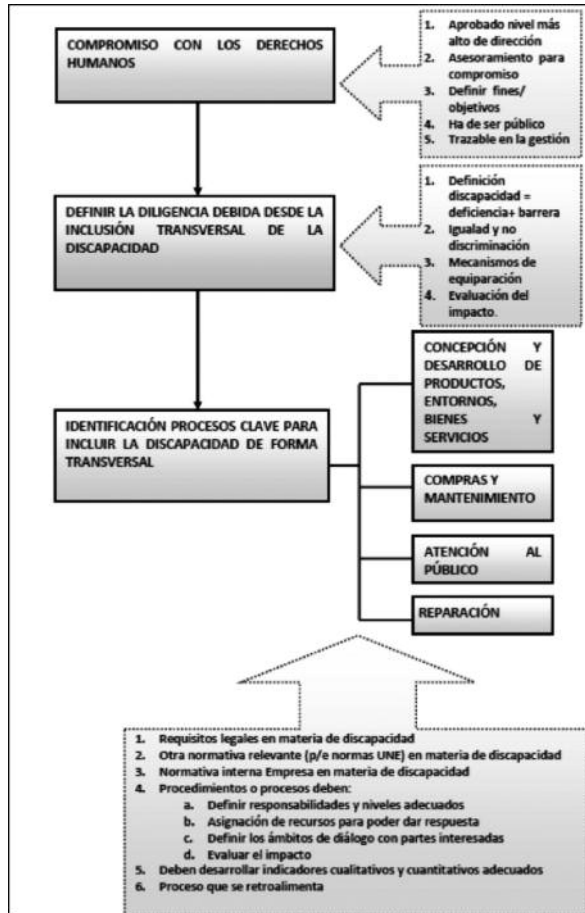 COMPROMISO CON LOS DERECHOS
HUMANOS
1. Aprobado nivel más
alto de dirección
2. Asesoramiento para
compromiso
3. Definir fines/
objetivos
4. Ha de ser público
5. Trazable en la gestión
DEFINIR LA DILIGENCIA DEBIDA DESDE LA
INCLUSIÓN TRANSVERSAL DE LA
DISCAPACIDAD
1. Definición
discapacidad =
deficiencia+ barrera
2. Igualad y no
discriminación
3. Mecanismos de
equiparación
4. Evaluación del
impacto.
IDENTIFICACIÓN PROCESOS CLAVE PARA
INCLUIR LA DISCAPACIDAD DE FORMA
TRANSVERSAL
CONCEPCIÓN Y
DESARROLLO DE
PRODUCTOS,
ENTORNOS,
BIENES Y
SERVICIOS
COMPRAS Y
MANTENIMIENTO
ATENCIÓN AL
PÚBLICO
REPARACIÓN
1. Requisitos legales en materia de discapacidad
2. Otra normativa relevante (p/e normas UNE) en materia de discapacidad
3. Normativa interna Empresa en materia de discapacidad
4. Procedimientos o procesos deben:
a. Definir responsabilidades y niveles adecuados
b. Asignación de recursos para poder dar respuesta
c. Definir los ámbitos de diálogo con partes interesadas
d. Evaluar el impacto
5. Deben desarrollar indicadores cualitativos y cuantitativos adecuados
6. Proceso que se retroalimenta